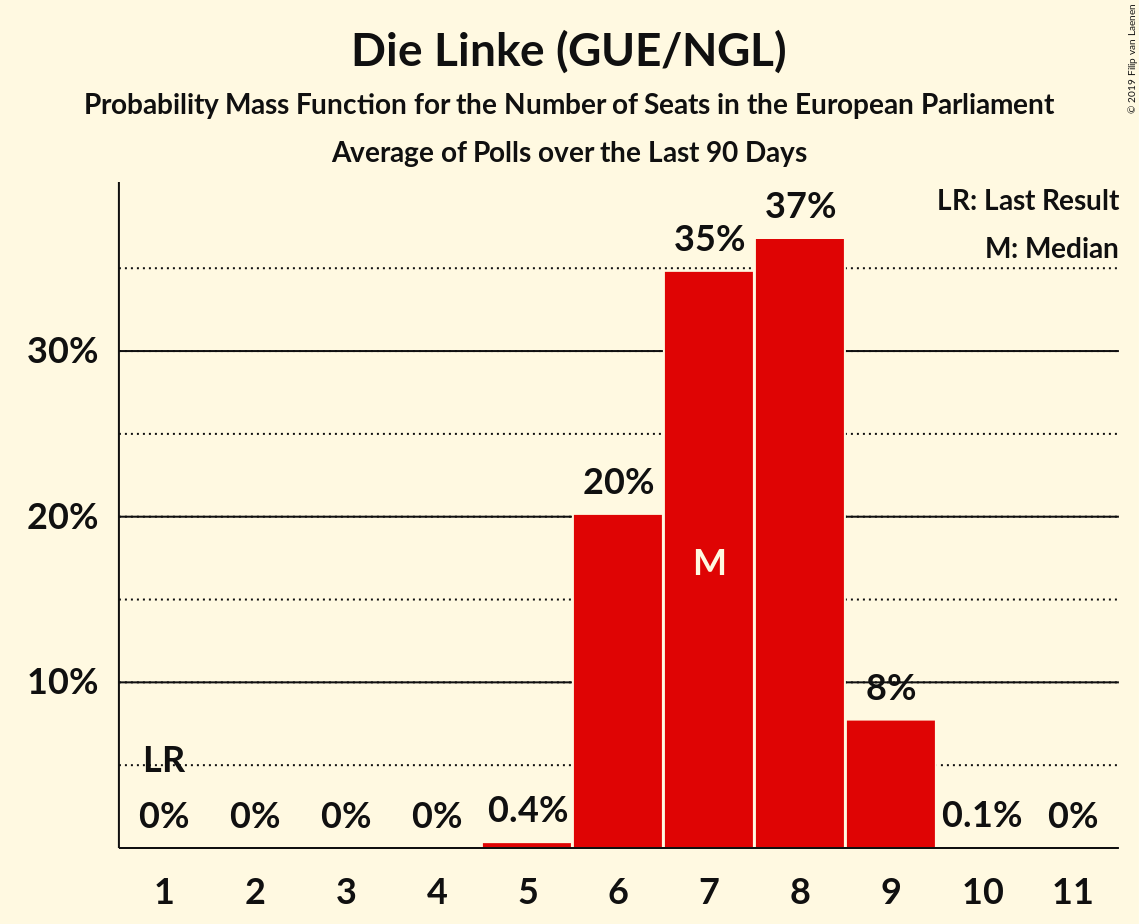 Die Linke (GUE/NGL)
Probability Mass Function for the Number of Seats in the European Parliament
Average of Polls over the Last 90 Days
© 2019 Filip van Laenen
LR: Last Result
M: Median
30%
20%
10%
LR
0%
0%
0%
0%
0.4%
20%
35%
M
37%
8%
0.1%
0%
1 2 3 4 5 6 7 8 9 10 11